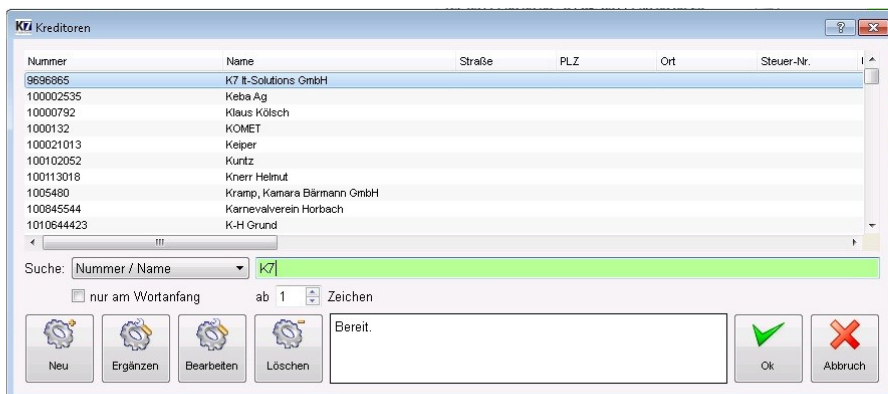 K7/ Kreditoren
Nummer Name Straße PLZ Ort Steuer-Nr.
9696865 K7 It-Solutions GmbH
100002535 Keba Ag
10000792 Klaus Kölsch
1000132 KOMET
100021013 Keiper
100102052 Kuntz
100113018 Knerr Helmut
1005480 Kramp, Kamara Bärmann GmbH
100845544 Karnevalverein Horbach
1010644423 K-H Grund
Suche: Nummer / Name K7
nur am Wortanfang ab 1 Zeichen
Bereit.
Neu Ergänzen Bearbeiten Löschen Ok Abbruch